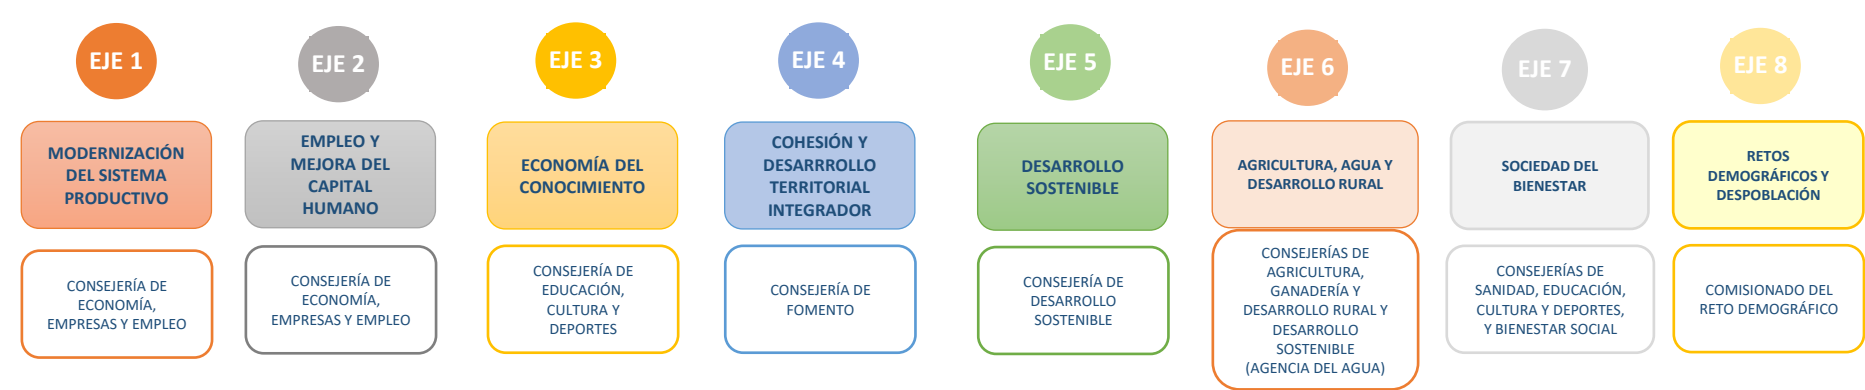 EJE 1
MODERNIZACIÓN
DEL SISTEMA
PRODUCTIVO
CONSEJERÍA DE
ECONOMÍA,
EMPRESAS Y EMPLEO
EJE 2
EMPLEO Y
MEJORA DEL
CAPITAL
HUMANO
CONSEJERÍA DE
ECONOMÍA,
EMPRESAS Y EMPLEO
EJE 3
ECONOMÍA DEL
CONOCIMIENTO
CONSEJERÍA DE
EDUCACIÓN,
CULTURA Y
DEPORTES
EJE 4
COHESIÓN Y
DESARRROLLO
TERRITORIAL
INTEGRADOR
CONSEJERÍA DE
FOMENTO
EJE 5
DESARROLLO
SOSTENIBLE
CONSEJERÍA DE
DESARROLLO
SOSTENIBLE
EJE 6
AGRICULTURA, AGUA Y
DESARROLLO RURAL
CONSEJERÍAS DE
AGRICULTURA,
GANADERÍA Y
DESARROLLO RURAL Y
DESARROLLO
SOSTENIBLE
(AGENCIA DEL AGUA)
EJE 7
SOCIEDAD DEL
BIENESTAR
CONSEJERÍAS DE
SANIDAD, EDUCACIÓN,
CULTURA Y DEPORTES,
Y BIENESTAR SOCIAL
EJE 8
RETOS
DEMOGRÁFICOS Y
DESPOBLACIÓN
COMISIONADO DEL
RETO DEMOGRÁFICO